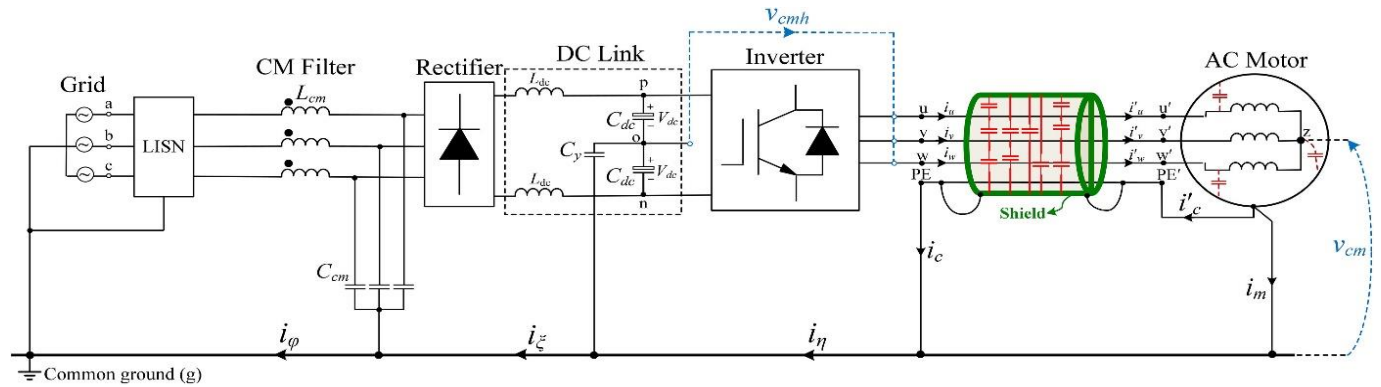 v_cmh
DC Link
Inverter
AC Motor
CM Filter
Rectifier
Grid
L_cm
L_dc
p
a
b
c
LISN
C_dc
+
−
V_dc
o
C_y
C_dc
+
−
V_dc
L_dc
n
u
i_u
i'_u
u'
v
i_v
i'_v
v'
w
i_w
i'_w
w'
z
PE
PE'
Shield
i'_c
i_c
v_cm
C_cm
i_m
i_φ
i_ξ
i_η
Common ground (g)